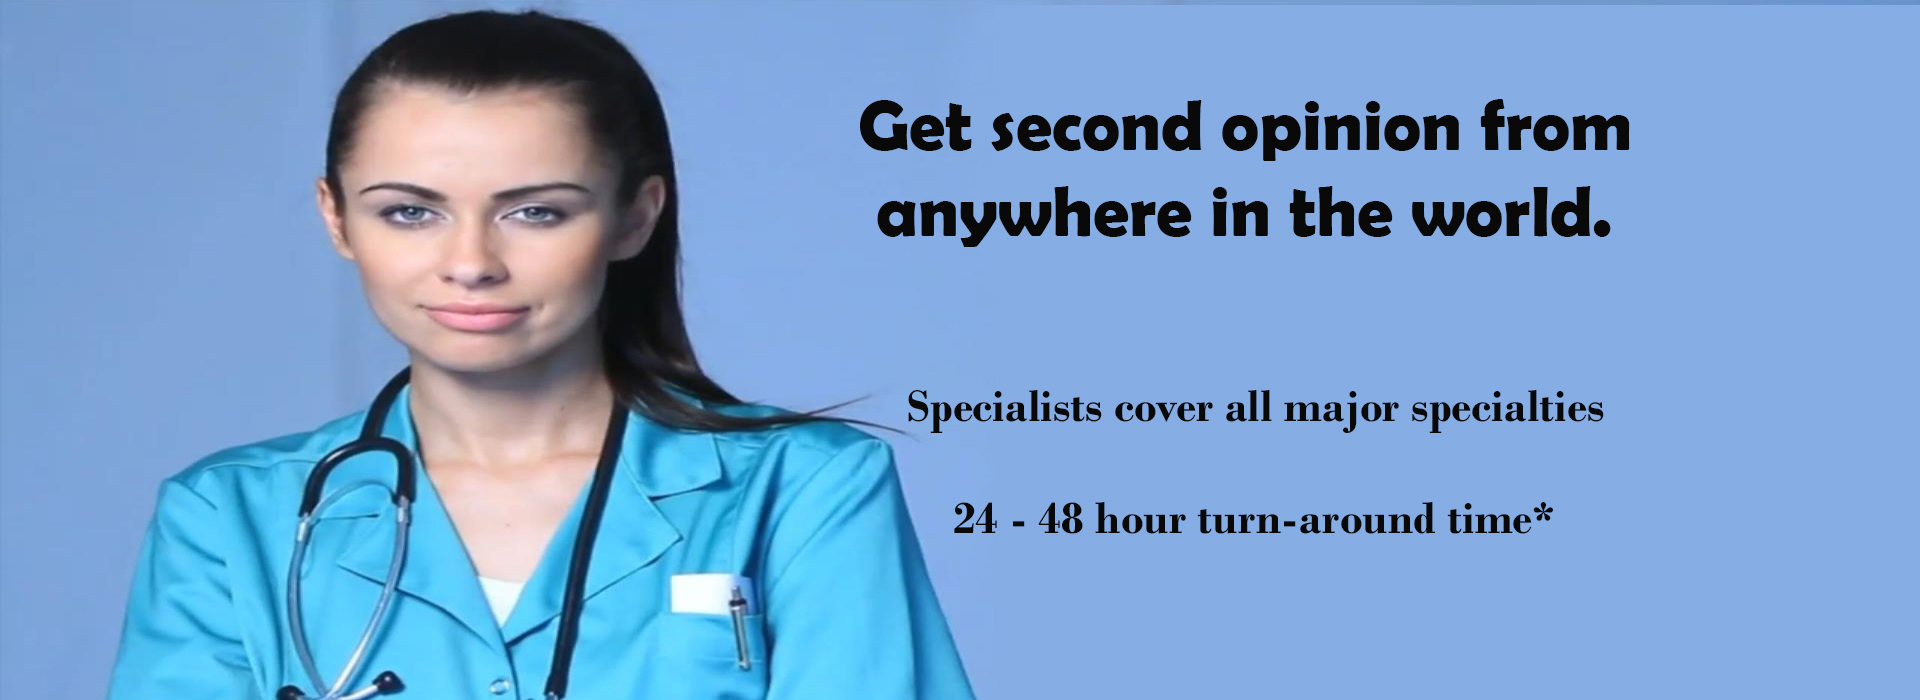 Get second opinion from
anywhere in the world.
Specialists cover all major specialties
24 - 48 hour turn-around time*